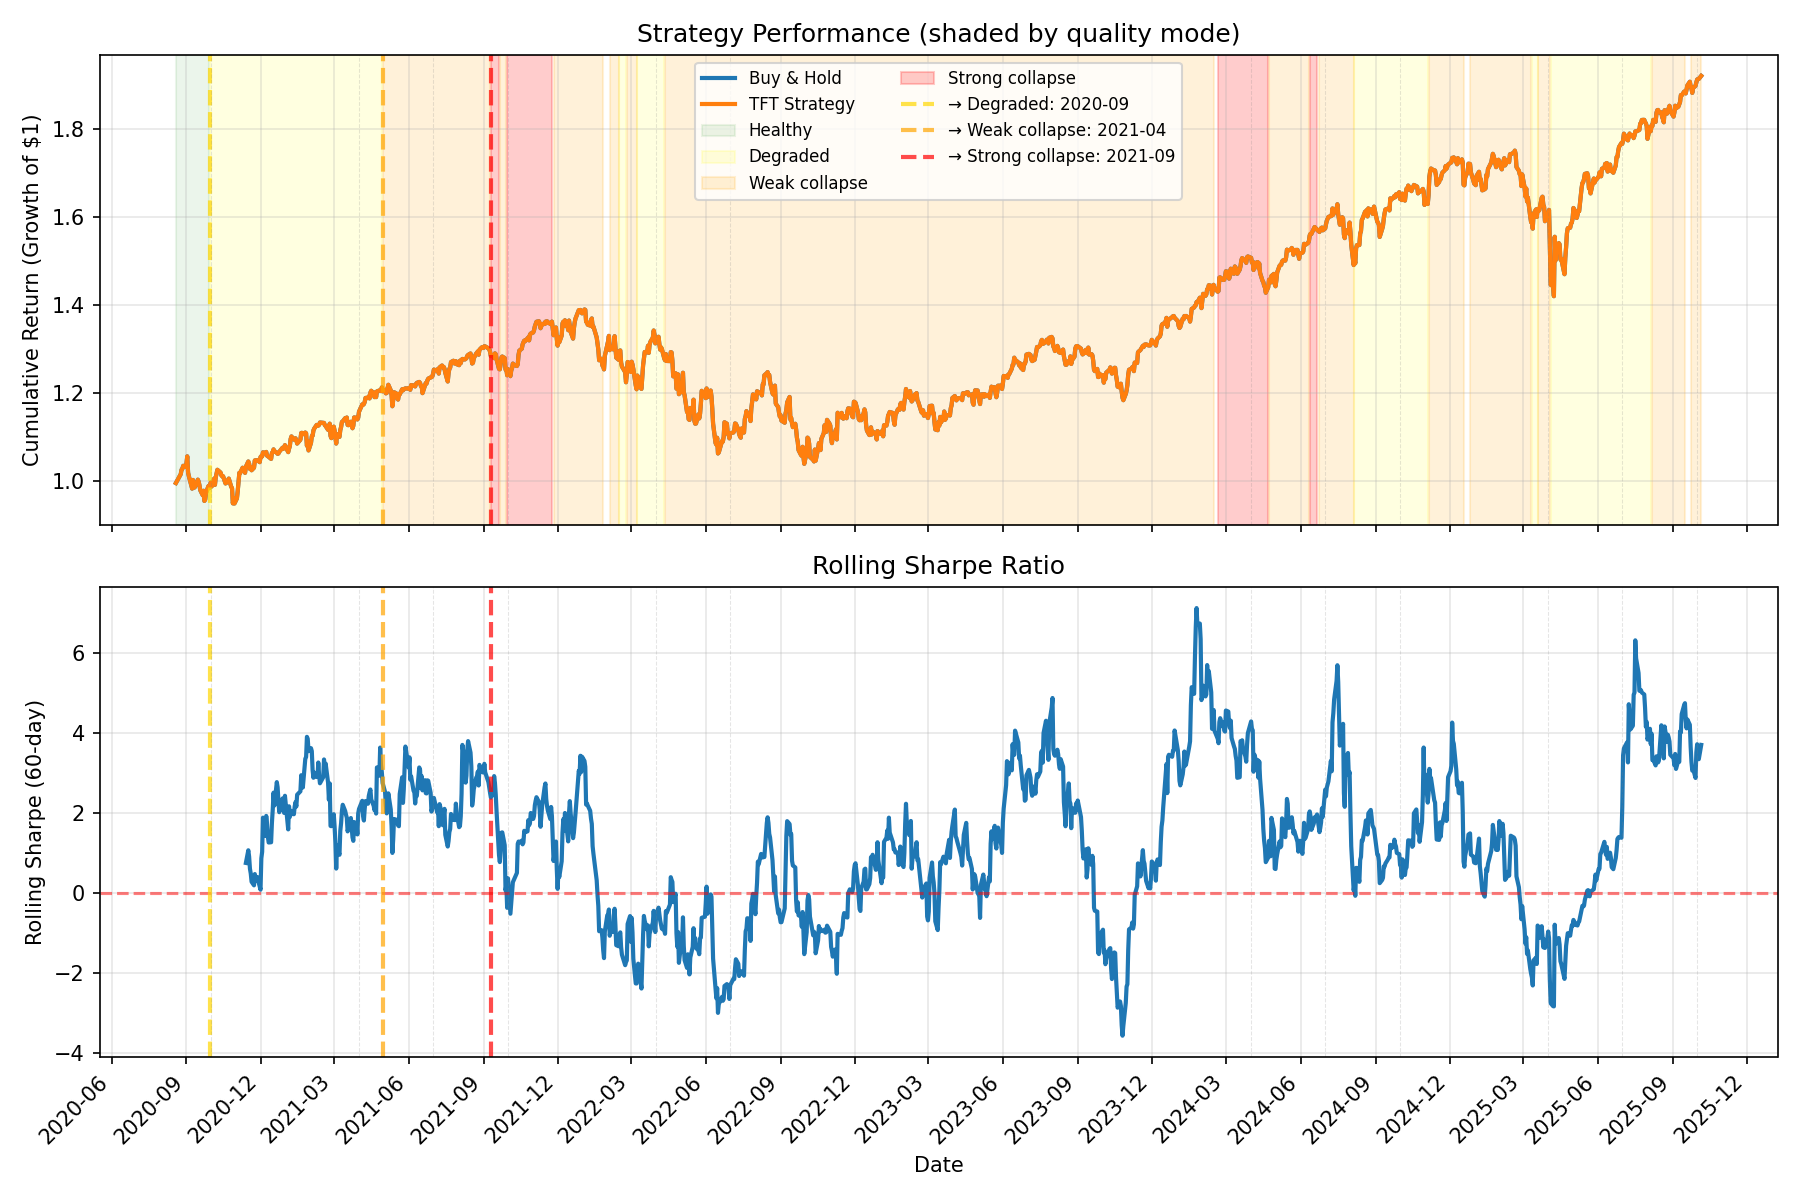 Strategy Performance (shaded by quality mode)
Cumulative Return (Growth of $1)
1.8
1.6
1.4
1.2
1.0
Buy & Hold
TFT Strategy
Healthy
Degraded
Weak collapse
Strong collapse
→ Degraded: 2020-09
→ Weak collapse: 2021-04
→ Strong collapse: 2021-09
Rolling Sharpe Ratio
Rolling Sharpe (60-day)
6
4
2
0
−2
−4
2020-06
2020-09
2020-12
2021-03
2021-06
2021-09
2021-12
2022-03
2022-06
2022-09
2022-12
2023-03
2023-06
2023-09
2023-12
2024-03
2024-06
2024-09
2024-12
2025-03
2025-06
2025-09
2025-12
Date